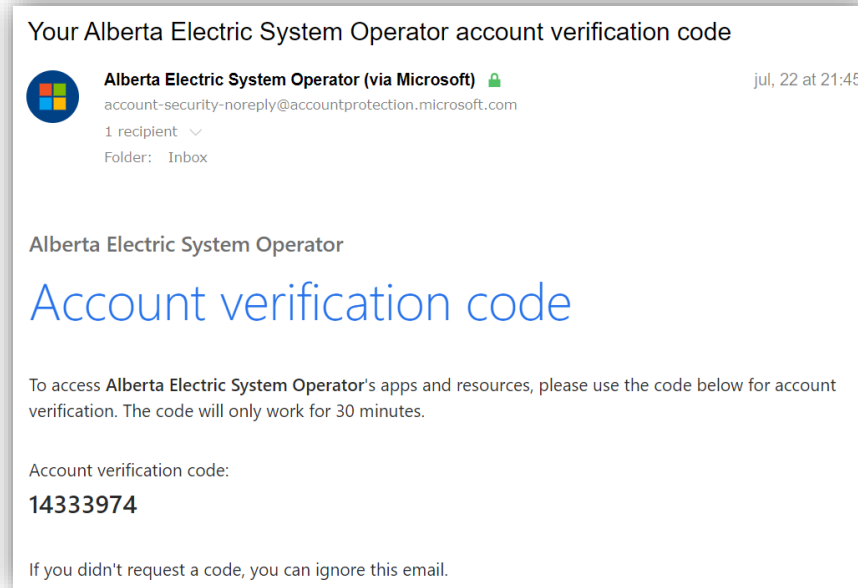 Your Alberta Electric System Operator account verification code
Alberta Electric System Operator (via Microsoft)
jul, 22 at 21:45
account-security-noreply@accountprotection.microsoft.com
1 recipient
Folder: Inbox
Alberta Electric System Operator
Account verification code
To access Alberta Electric System Operator's apps and resources, please use the code below for account
verification. The code will only work for 30 minutes.
Account verification code:
14333974
If you didn't request a code, you can ignore this email.